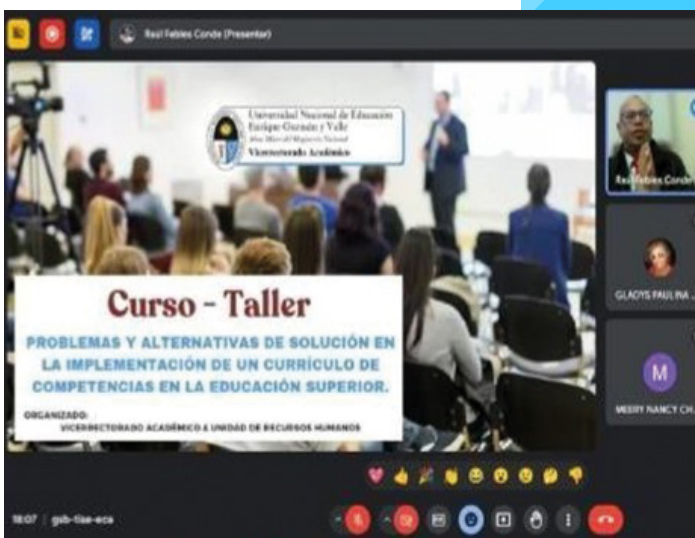 Raúl Febles Conde (Presentar)
Universidad Nacional de Educación
Enrique Guzmán y Valle
Alma Máter del Magisterio Nacional
Vicerrectorado Académico
Raúl Febles Conde
GLADYS PAULINA ...
M
MEERY NANCY CH...
Curso - Taller
PROBLEMAS Y ALTERNATIVAS DE SOLUCIÓN EN
LA IMPLEMENTACIÓN DE UN CURRÍCULO DE
COMPETENCIAS EN LA EDUCACIÓN SUPERIOR.
ORGANIZADO:
VICERRECTORADO ACADÉMICO & UNIDAD DE RECURSOS HUMANOS
18:07 | gsb-tise-eca